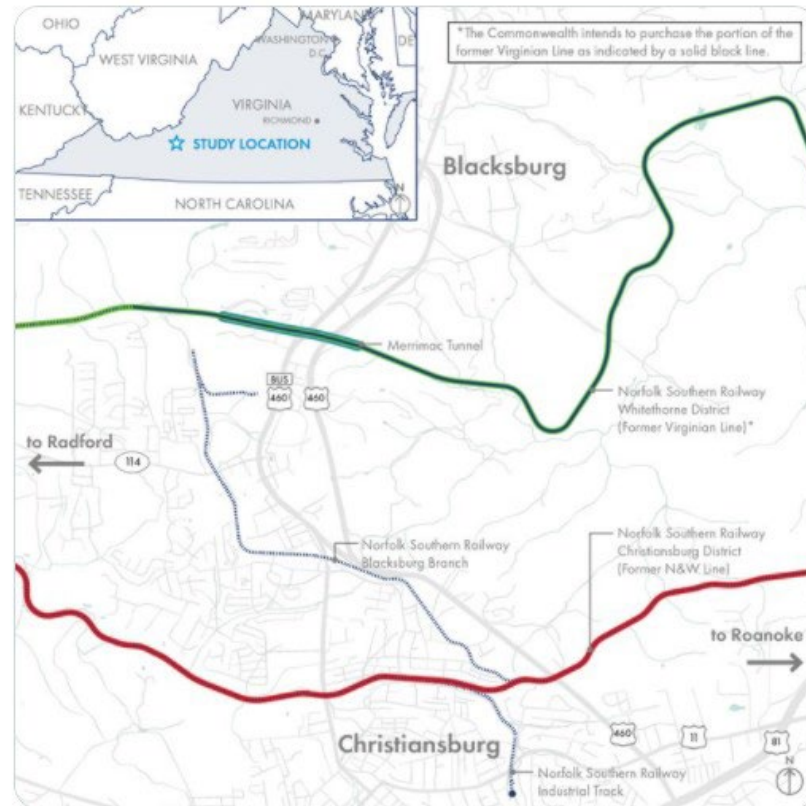 OHIO
MARYLAND
WASHINGTON
D.C.
DE
WEST VIRGINIA
KENTUCKY
VIRGINIA
RICHMOND
STUDY LOCATION
TENNESSEE
NORTH CAROLINA
N
*The Commonwealth intends to purchase the portion of the
former Virginian Line as indicated by a solid black line.
Blacksburg
Merrimac Tunnel
BUS
460
460
Norfolk Southern Railway
Whitethorne District
(Former Virginian Line)*
to Radford
114
Norfolk Southern Railway
Blacksburg Branch
Norfolk Southern Railway
Christiansburg District
(Former N&W Line)
to Roanoke
Christiansburg
460
11
81
N
Norfolk Southern Railway
Industrial Track